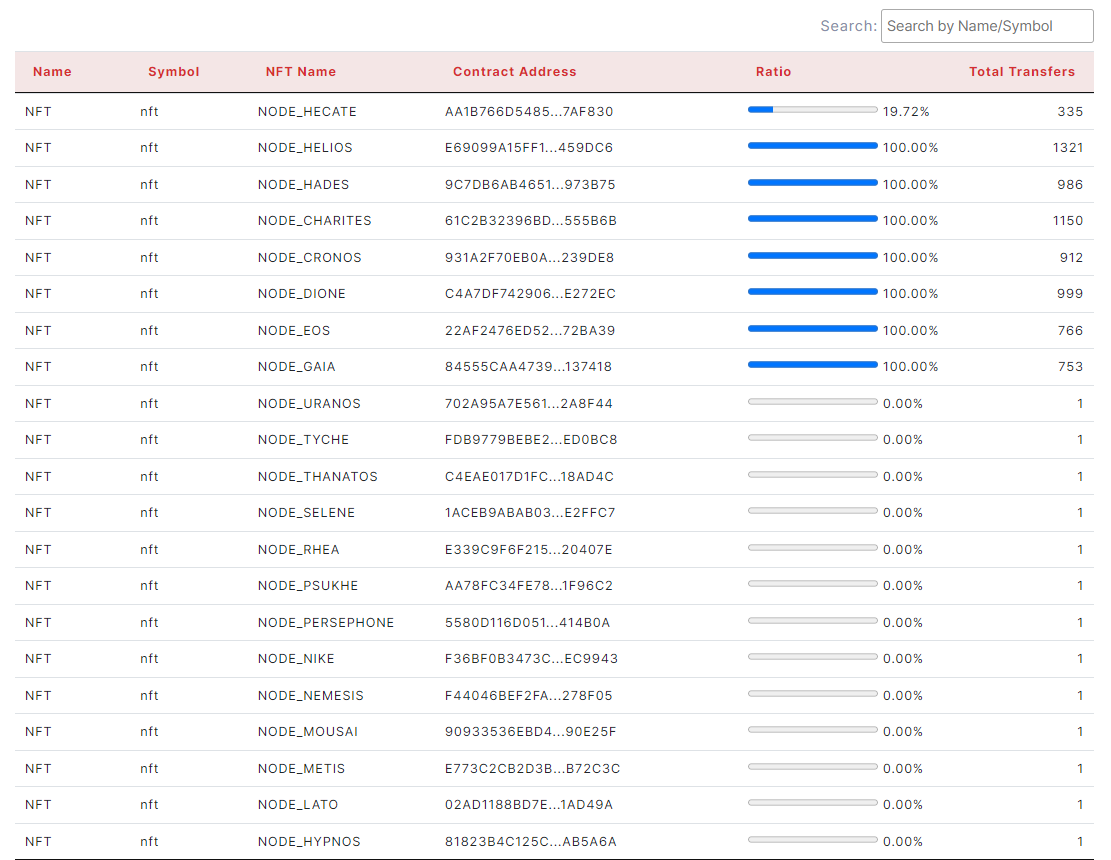 Search: Search by Name/Symbol
Name Symbol NFT Name Contract Address Ratio Total Transfers
NFT nft NODE_HECATE AA1B766D5485...7AF830 19.72% 335
NFT nft NODE_HELIOS E69099A15FF1...459DC6 100.00% 1321
NFT nft NODE_HADES 9C7DB6AB4651...973B75 100.00% 986
NFT nft NODE_CHARITES 61C2B32396BD...555B6B 100.00% 1150
NFT nft NODE_CRONOS 931A2F70EB0A...239DE8 100.00% 912
NFT nft NODE_DIONE C4A7DF742906...E272EC 100.00% 999
NFT nft NODE_EOS 22AF2476ED52...72BA39 100.00% 766
NFT nft NODE_GAIA 84555CAA4739...137418 100.00% 753
NFT nft NODE_URANOS 702A95A7E561...2A8F44 0.00% 1
NFT nft NODE_TYCHE FDB9779BEBE2...ED0BC8 0.00% 1
NFT nft NODE_THANATOS C4EAE017D1FC...18AD4C 0.00% 1
NFT nft NODE_SELENE 1ACEB9ABAB03...E2FFC7 0.00% 1
NFT nft NODE_RHEA E339C9F6F215...20407E 0.00% 1
NFT nft NODE_PSUKHE AA78FC34FE78...1F96C2 0.00% 1
NFT nft NODE_PERSEPHONE 5580D116D051...414B0A 0.00% 1
NFT nft NODE_NIKE F36BF0B3473C...EC9943 0.00% 1
NFT nft NODE_NEMESIS F44046BEF2FA...278F05 0.00% 1
NFT nft NODE_MOUSAI 90933536EBD4...90E25F 0.00% 1
NFT nft NODE_METIS E773C2CB2D3B...B72C3C 0.00% 1
NFT nft NODE_LATO 02AD1188BD7E...1AD49A 0.00% 1
NFT nft NODE_HYPNOS 81823B4C125C...AB5A6A 0.00% 1